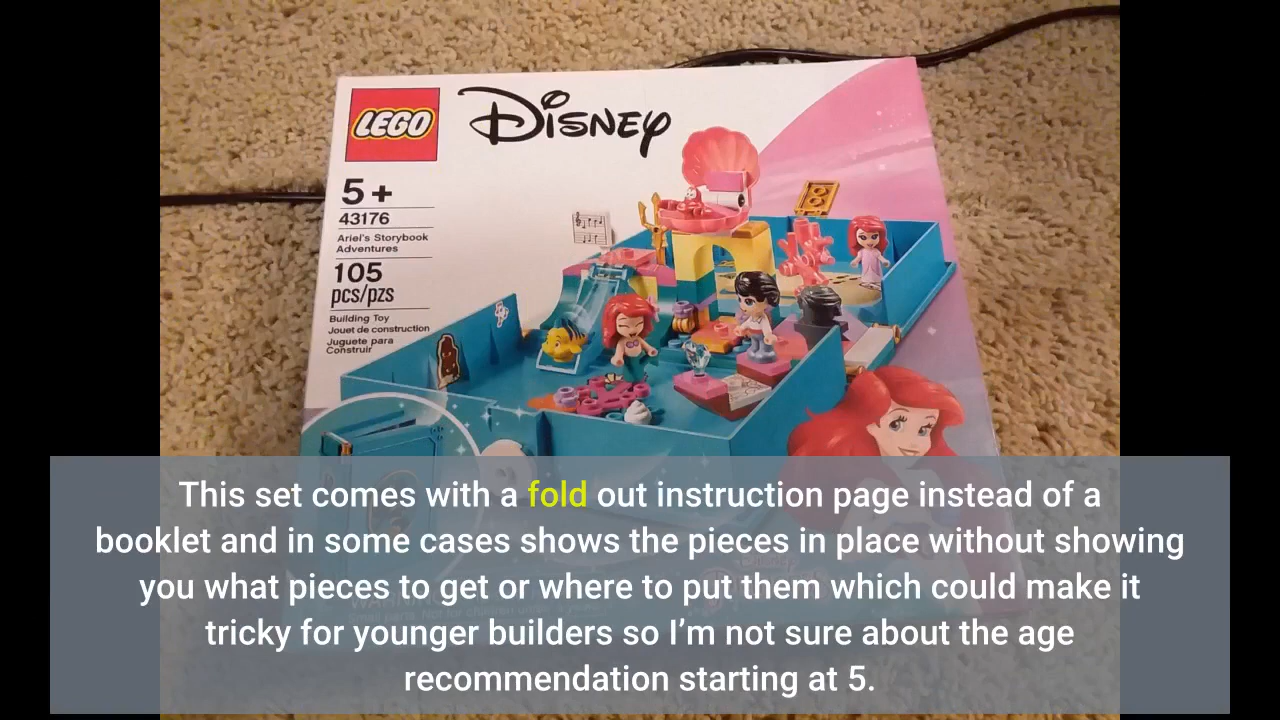 LEGO
Disney
5+
43176
Ariel's Storybook
Adventures
105
pcs/pzs
Building Toy
Jouet de construction
Juguete para
Construir
This set comes with a fold out instruction page instead of a
booklet and in some cases shows the pieces in place without showing
you what pieces to get or where to put them which could make it
tricky for younger builders so I'm not sure about the age
recommendation starting at 5.